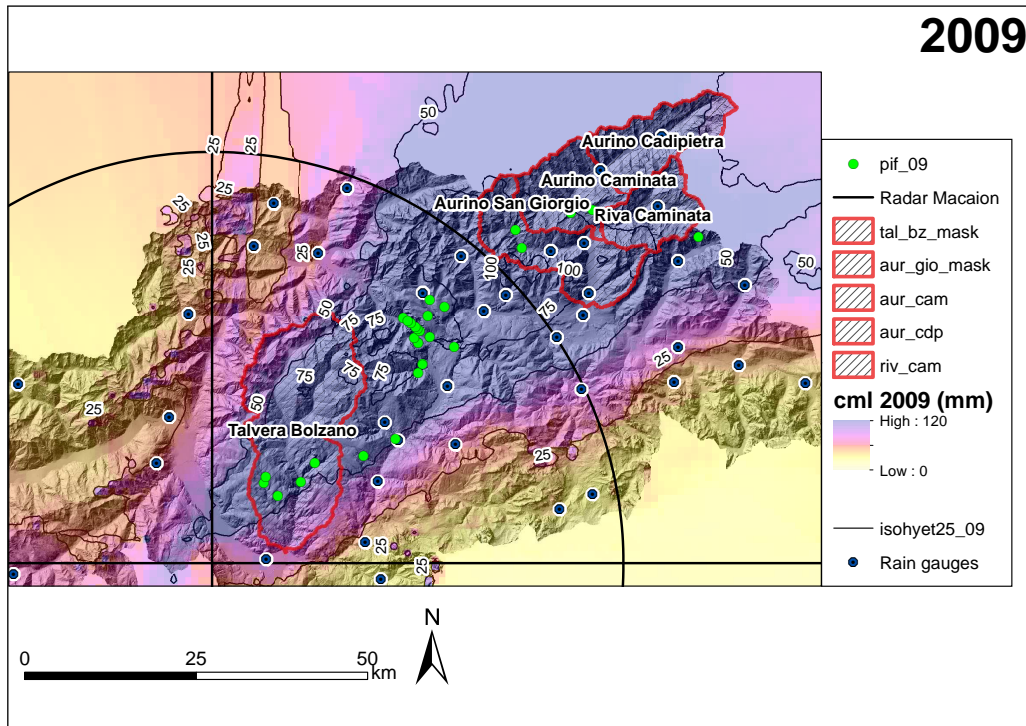 2009
50
25
25
Aurino Cadipietra
Aurino Caminata
Aurino San Giorgio
Riva Caminata
25
25
25
25
25
100
100
50
50
75
50
75
75
75
75
75
25
50
25
Talvera Bolzano
25
25
25
pif_09
Radar Macaion
tal_bz_mask
aur_gio_mask
aur_cam
aur_cdp
riv_cam
cml 2009 (mm)
High : 120
Low : 0
isohyet25_09
Rain gauges
N
0 25 50
km